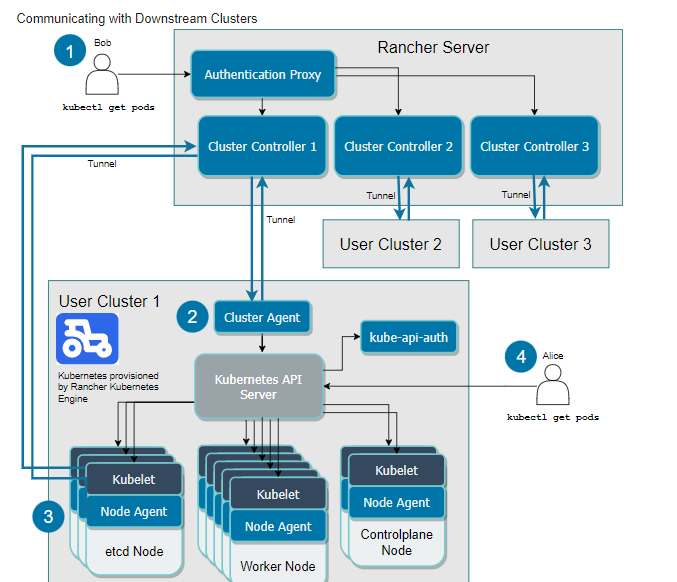 Communicating with Downstream Clusters
1
Bob
kubectl get pods
Rancher Server
Authentication Proxy
Cluster Controller 1
Cluster Controller 2
Cluster Controller 3
Tunnel
Tunnel
Tunnel
Tunnel
User Cluster 2
User Cluster 3
User Cluster 1
2
Cluster Agent
kube-api-auth
Kubernetes provisioned
by Rancher Kubernetes
Engine
Kubernetes API
Server
4
Alice
kubectl get pods
3
Kubelet
Node Agent
etcd Node
Kubelet
Node Agent
Worker Node
Kubelet
Node Agent
Controlplane
Node